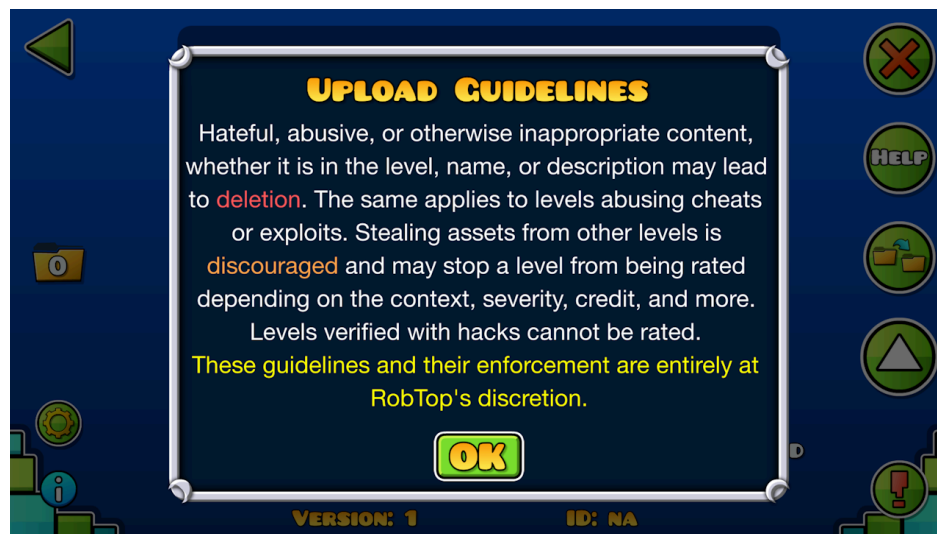 UPLOAD GUIDELINES
Hateful, abusive, or otherwise inappropriate content,
whether it is in the level, name, or description may lead
to deletion. The same applies to levels abusing cheats
or exploits. Stealing assets from other levels is
discouraged and may stop a level from being rated
depending on the context, severity, credit, and more.
Levels verified with hacks cannot be rated.
These guidelines and their enforcement are entirely at
RobTop's discretion.
OK
HELP
0
VERSION: 1
ID: NA